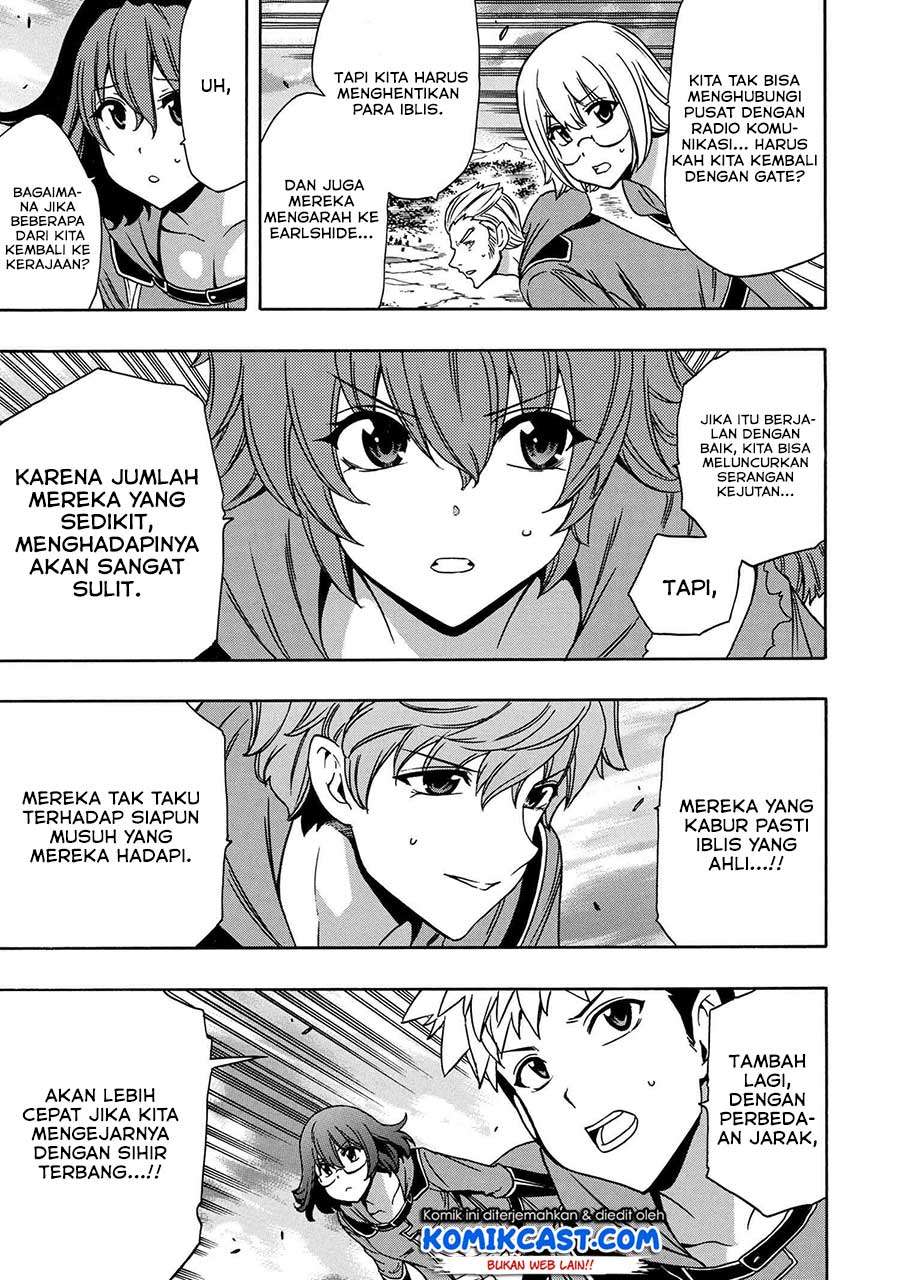 KITA TAK BISA
MENGHUBUNGI
PUSAT DENGAN
RADIO KOMU-
NIKASI... HARUS
KAH KITA KEMBALI
DENGAN GATE?
TAPI KITA HARUS
MENGHENTIKAN
PARA IBLIS.
DAN JUGA
MEREKA
MENGARAH KE
EARLSHIDE...
UH,
BAGAIMA-
NA JIKA
BEBERAPA
DARI KITA
KEMBALI KE
KERAJAAN?
JIKA ITU BERJA-
LAN DENGAN
BAIK, KITA BISA
MELUNCURKAN
SERANGAN
KEJUTAN...
TAPI,
KARENA JUMLAH
MEREKA YANG
SEDIKIT,
MENGHADAPINYA
AKAN SANGAT
SULIT.
MEREKA YANG
KABUR PASTI
IBLIS YANG
AHLI...!!
MEREKA TAK TAKU
TERHADAP SIAPUN
MUSUH YANG
MEREKA HADAPI.
TAMBAH
LAGI,
DENGAN
PERBEDA-
AN JARAK,
AKAN LEBIH
CEPAT JIKA KITA
MENGEJARNYA
DENGAN SIHIR
TERBANG...!!
Komik ini diterjemahkan & diedit oleh
KOMIKCAST.COM
BUKAN WEB LAIN!!